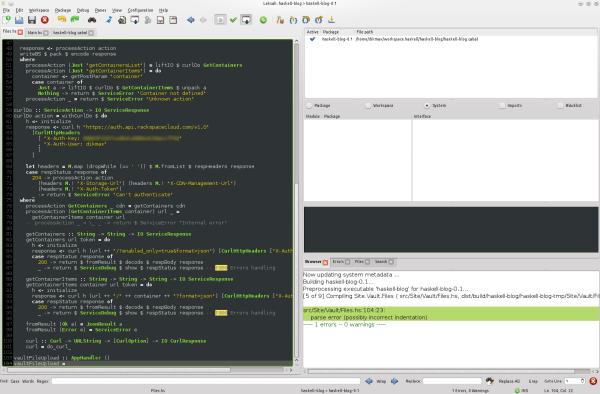 Leksah: haskell-blog-0.1
File Edit Workspace Package Debug Panes View Configuration Help
Files.hs Main.hs haskell-blog.cabal
response <- processAction action
writeBS $ pack $ encode response
where
processAction (Just "getContainersList") = liftIO $ curlDo GetContainers
processAction (Just "getContainerItems") = do
container <- getPostParam "container"
case container of
Just a -> liftIO $ curlDo $ GetContainerItems $ unpack a
Nothing -> return $ ServiceError "Container not defined"
processAction _ = return $ ServiceError "Unknown action"
curlDo :: ServiceAction -> IO ServiceResponse
curlDo action = withCurlDo $ do
h <- initialize
response <- curl h "https://auth.api.rackspacecloud.com/v1.0"
[CurlHttpHeaders
[ "X-Auth-Key:
, "X-Auth-User: dikmax"
]
]
let headers = M.map (dropWhile (== ' ')) $ M.fromList $ respHeaders response
case respStatus response of
204 -> processAction action
(headers M.! "X-Storage-Url") (headers M.! "X-CDN-Management-Url")
h (headers M.! "X-Auth-Token")
_ -> return $ ServiceError "Can't authenticate"
where
processAction GetContainers _ cdn = getContainers cdn
processAction (GetContainerItems container) url _ =
getContainerItems container url
-- processAction _ _ _ = return $ ServiceError "Internal error"
getContainers :: String -> String -> IO ServiceResponse
getContainers url token = do
h <- initialize
response <- curl h (url ++ "/?enabled_only=true&format=json") [CurlHttpHeaders ["X-Aut
case respStatus response of
200 -> return $ fromResult $ decode $ respBody response
_ -> return $ ServiceDebug $ show $ respStatus response -- TODO Errors handling
getContainerItems :: String -> String -> String -> IO ServiceResponse
getContainerItems container url token = do
h <- initialize
response <- curl h (url ++ "/" ++ container ++ "?format=json") [CurlHttpHeaders ["X-
case respStatus response of
200 -> return $ fromResult $ decode $ respBody response
_ -> return $ ServiceDebug $ show $ respStatus response -- TODO Errors handling
fromResult (Ok a) = JsonResult a
fromResult (Error e) = ServiceError e
curl :: Curl -> URLString -> [CurlOption] -> IO CurlResponse
curl = do_curl_
vaultFileUpload :: AppHandler ()
vaultFileUpload =
Active Package File path
haskell-blog-0.1 /home/dikmax/workspace.haskell/haskell-blog/haskell-blog.cabal
Package Workspace System Imports Blacklist
Module Package Interface
Browser Errors Files Search
Now updating system metadata ...
Building haskell-blog-0.1...
Preprocessing executable 'haskell-blog' for haskell-blog-0.1...
[5 of 9] Compiling Site.Vault.Files ( src/Site/Vault/Files.hs, dist/build/haskell-blog/haskell-blog-tmp/Site/Vault/Fi
src/Site/Vault/Files.hs:104:23:
parse error (possibly incorrect indentation)
----- 1 errors -- 0 warnings -----
Find: Case Words Regex Wrap Replace: Replace All Grep Goto Line:
Files.hs haskell-blog-0.1 > haskell-blog-0.1 1 Errors, 0 Warnings INS Ln 104, Col 22